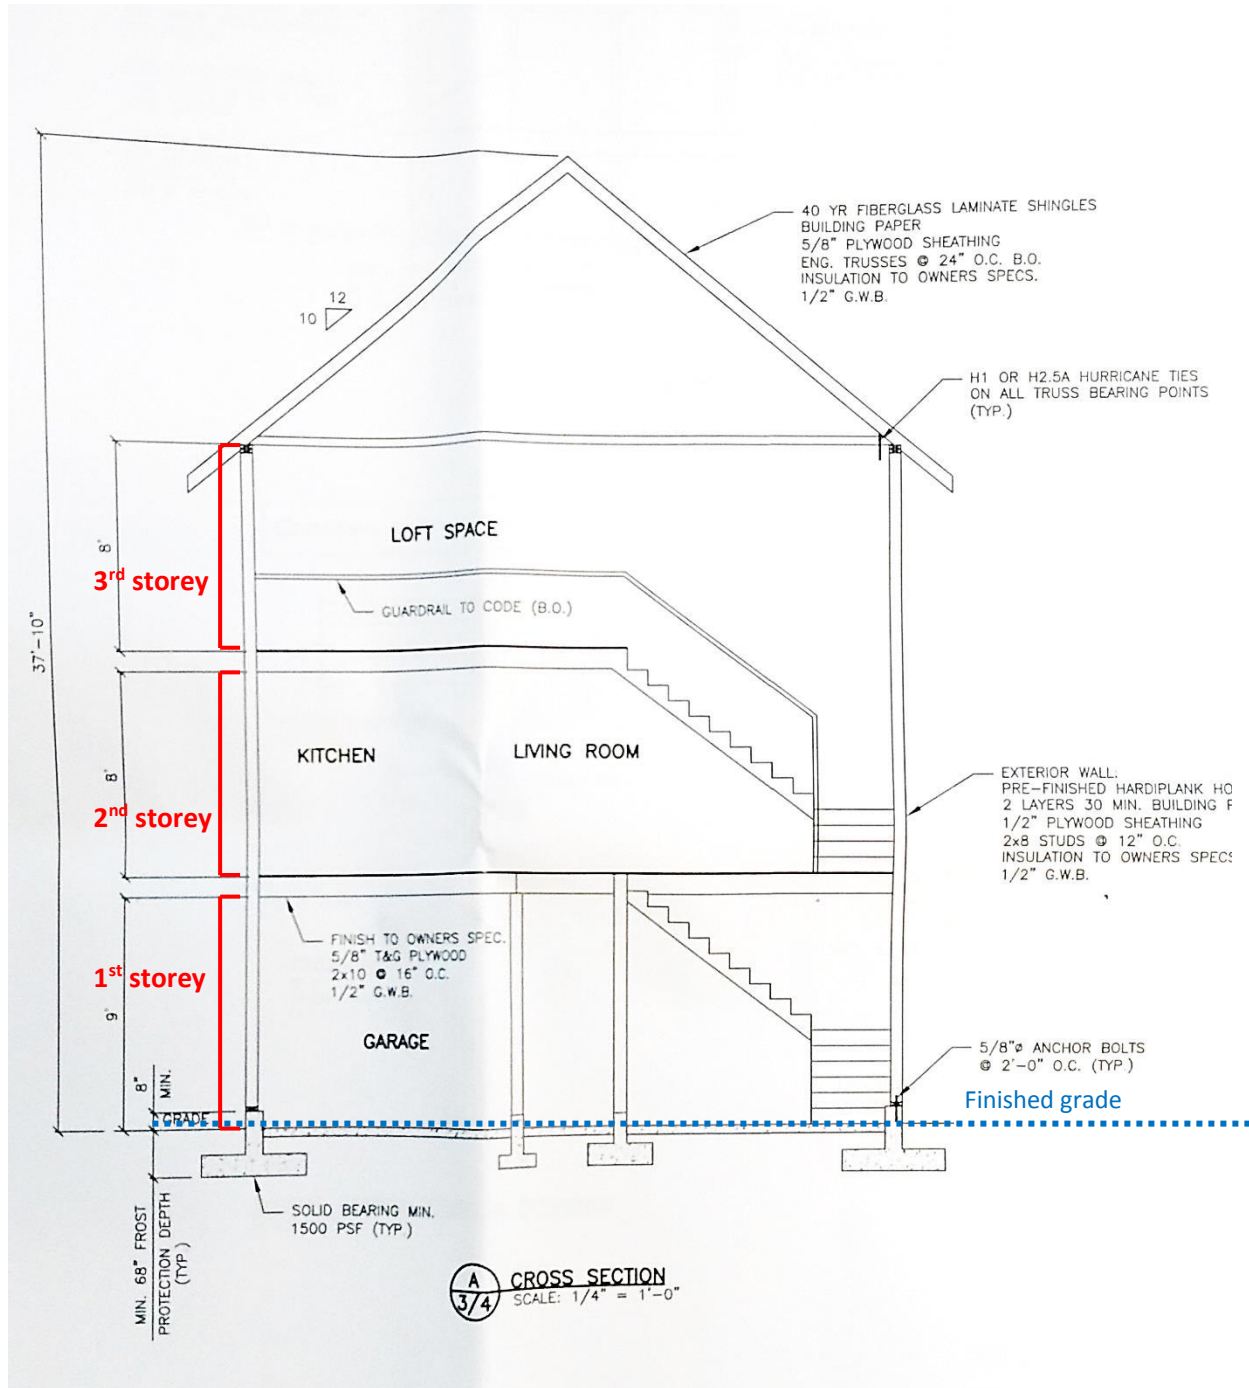 40 YR FIBERGLASS LAMINATE SHINGLES
BUILDING PAPER
5/8" PLYWOOD SHEATHING
ENG. TRUSSES @ 24" O.C. B.O.
INSULATION TO OWNERS SPECS.
1/2" G.W.B.
12
10
H1 OR H2.5A HURRICANE TIES
ON ALL TRUSS BEARING POINTS
(TYP.)
LOFT SPACE
8'
3rd storey
GUARDRAIL TO CODE (B.O.)
37'-10"
KITCHEN
LIVING ROOM
8'
2nd storey
EXTERIOR WALL:
PRE-FINISHED HARDIPLANK HO
2 LAYERS 30 MIN. BUILDING
1/2" PLYWOOD SHEATHING
2x8 STUDS @ 12" O.C.
INSULATION TO OWNERS SPECS
1/2" G.W.B.
FINISH TO OWNERS SPEC.
5/8" T&G PLYWOOD
2x10 @ 16" O.C.
1/2" G.W.B.
1st storey
9'
GARAGE
5/8"ø ANCHOR BOLTS
@ 2'-0" O.C. (TYP.)
8"
MIN.
GRADE
Finished grade
SOLID BEARING MIN.
1500 PSF (TYP.)
MIN. 68" FROST
PROTECTION DEPTH
(TYP.)
A
3/4
CROSS SECTION
SCALE: 1/4" = 1'-0"